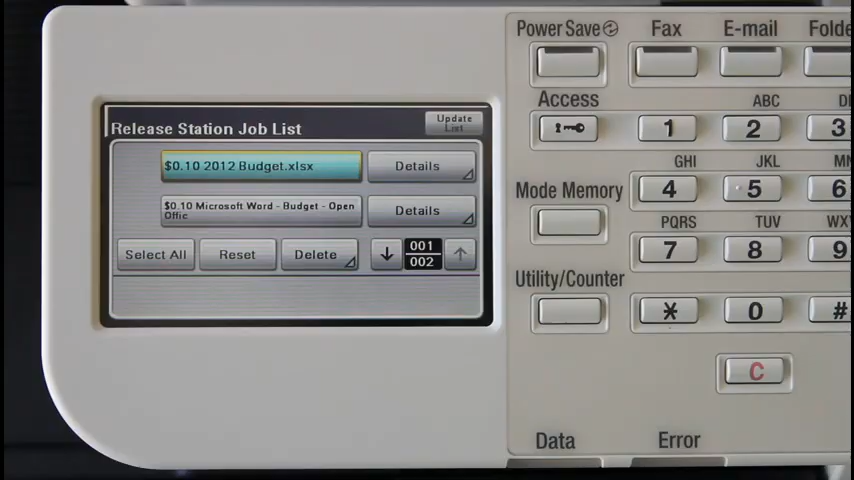 Power Save
Fax
E-mail
Release Station Job List
Update
List
$0.10 2012 Budget.xlsx
Details
$0.10 Microsoft Word - Budget - Open
Offic
Details
Select All
Reset
Delete
001
002
Access
ABC
1
2
3
Mode Memory
GHI
JKL
4
5
6
PQRS
TUV
WX
7
8
9
Utility/Counter
*
0
#
C
Data
Error